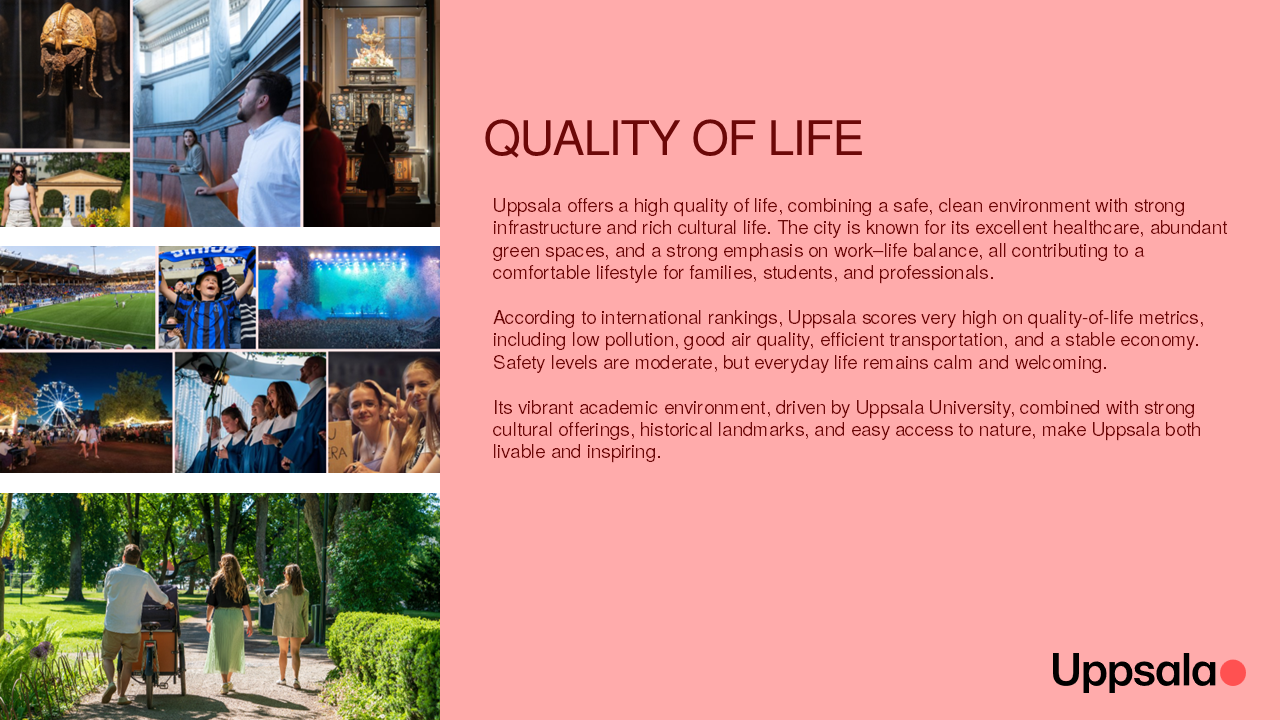 QUALITY OF LIFE
Uppsala offers a high quality of life, combining a safe, clean environment with strong
infrastructure and rich cultural life. The city is known for its excellent healthcare, abundant
green spaces, and a strong emphasis on work–life balance, all contributing to a
comfortable lifestyle for families, students, and professionals.
According to international rankings, Uppsala scores very high on quality-of-life metrics,
including low pollution, good air quality, efficient transportation, and a stable economy.
Safety levels are moderate, but everyday life remains calm and welcoming.
Its vibrant academic environment, driven by Uppsala University, combined with strong
cultural offerings, historical landmarks, and easy access to nature, make Uppsala both
livable and inspiring.
Uppsala